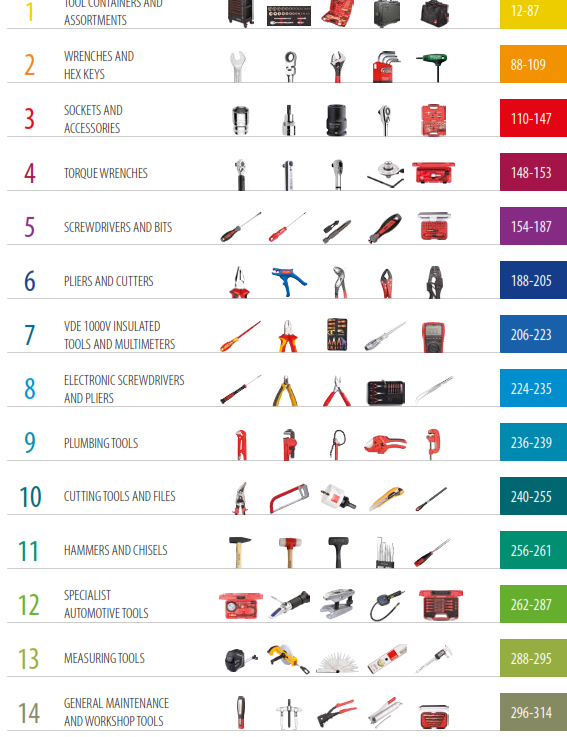 1
TOOL CONTAINERS AND
ASSORTMENTS
12-87
2
WRENCHES AND
HEX KEYS
88-109
3
SOCKETS AND
ACCESSORIES
110-147
4
TORQUE WRENCHES
148-153
5
SCREWDRIVERS AND BITS
154-187
6
PLIERS AND CUTTERS
188-205
7
VDE 1000V INSULATED
TOOLS AND MULTIMETERS
206-223
8
ELECTRONIC SCREWDRIVERS
AND PLIERS
224-235
9
PLUMBING TOOLS
236-239
10
CUTTING TOOLS AND FILES
240-255
11
HAMMERS AND CHISELS
256-261
12
SPECIALIST
AUTOMOTIVE TOOLS
262-287
13
MEASURING TOOLS
288-295
14
GENERAL MAINTENANCE
AND WORKSHOP TOOLS
296-314